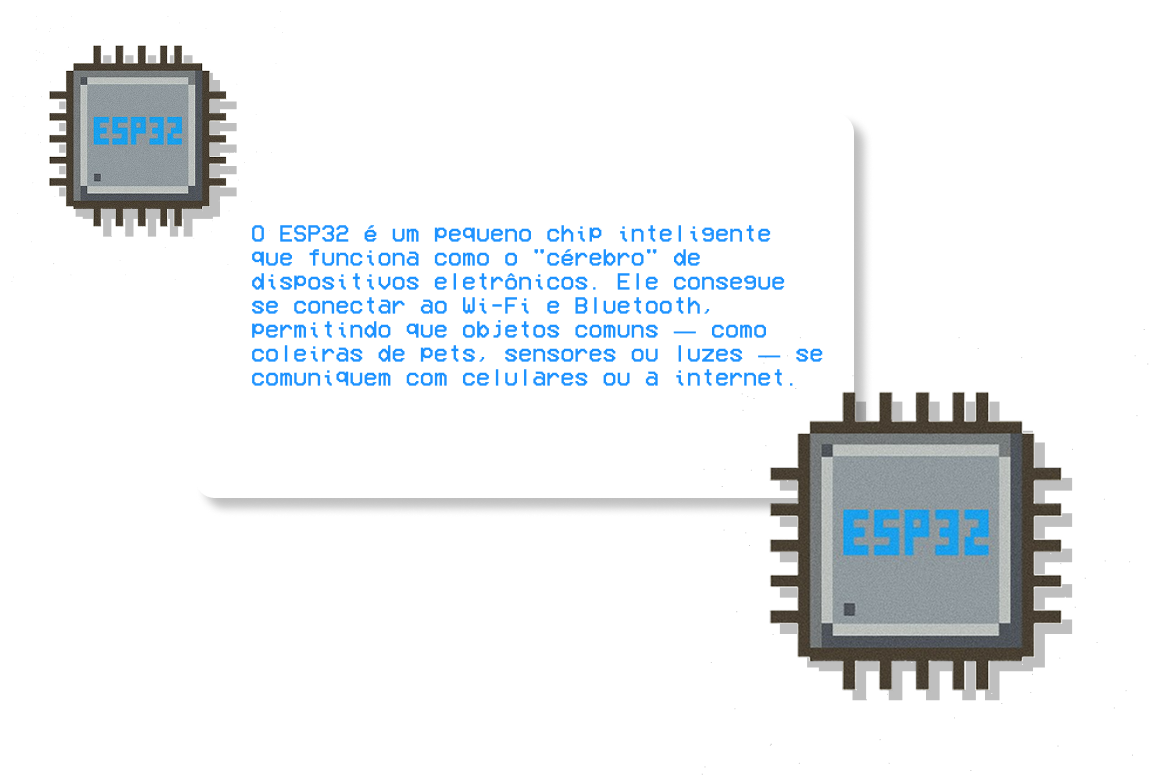 ESP32
O ESP32 é um pequeno chip inteligente
que funciona como o "cérebro" de
dispositivos eletrônicos. Ele consegue
se conectar ao Wi-Fi e Bluetooth,
permitindo que objetos comuns — como
coleiras de pets, sensores ou luzes — se
comuniquem com celulares ou a internet.
ESP32